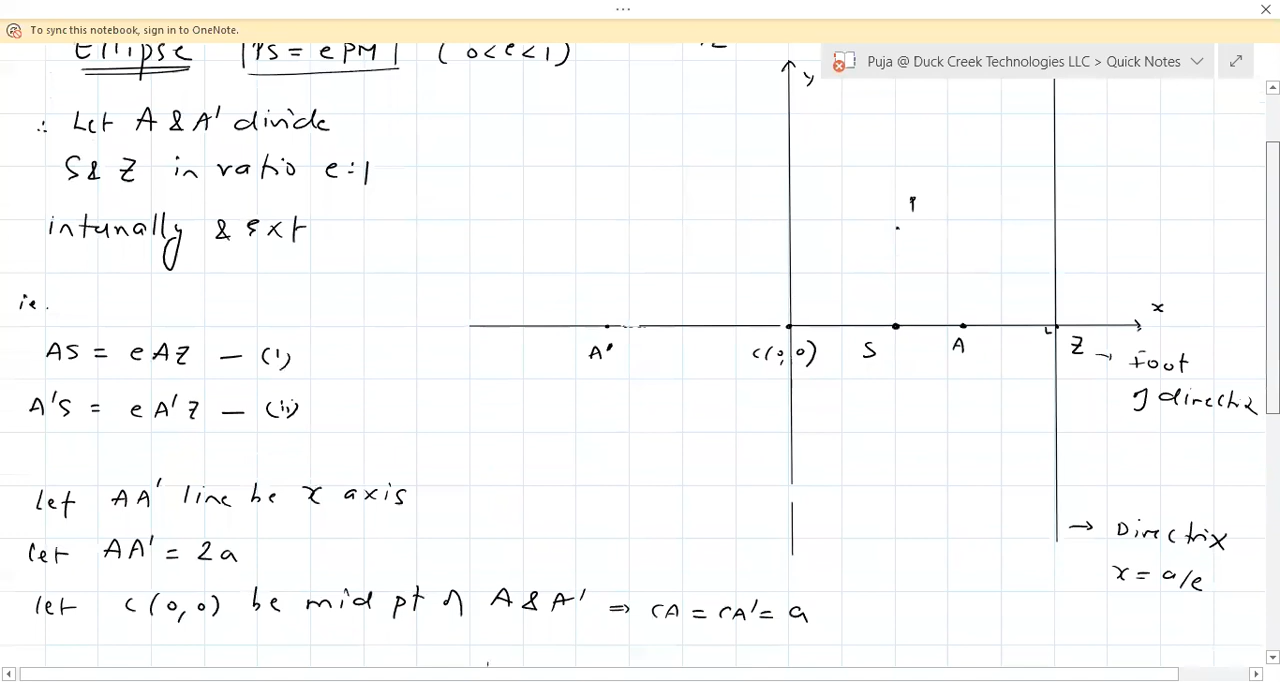 To sync this notebook, sign in to OneNote.
Puja @ Duck Creek Technologies LLC > Quick Notes
Ellipse |PS = e PM| (0<e<1)
∴ Let A & A' divide
S & Z in ratio e:1
internally & ext
ie.
AS = e AZ — (i)
A'S = e A'Z — (ii)
let AA' line be x axis
let AA' = 2a
let C(0,0) be mid pt of A & A' ⇒ CA = CA' = a
y
P
x
A'
C(0,0)
S
A
Z → Foot
of directrix
→ Directrix
x = a/e